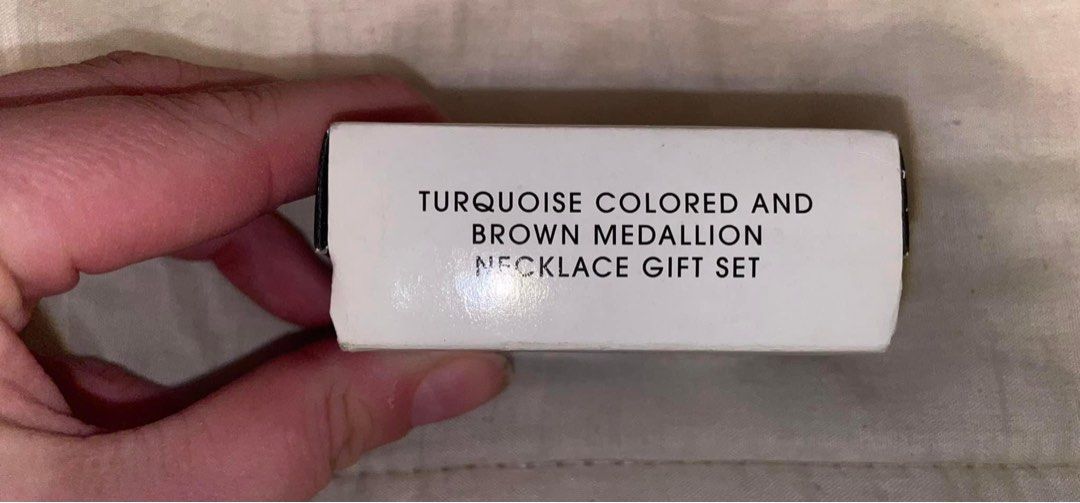 TURQUOISE COLORED AND
BROWN MEDALLION
NECKLACE GIFT SET